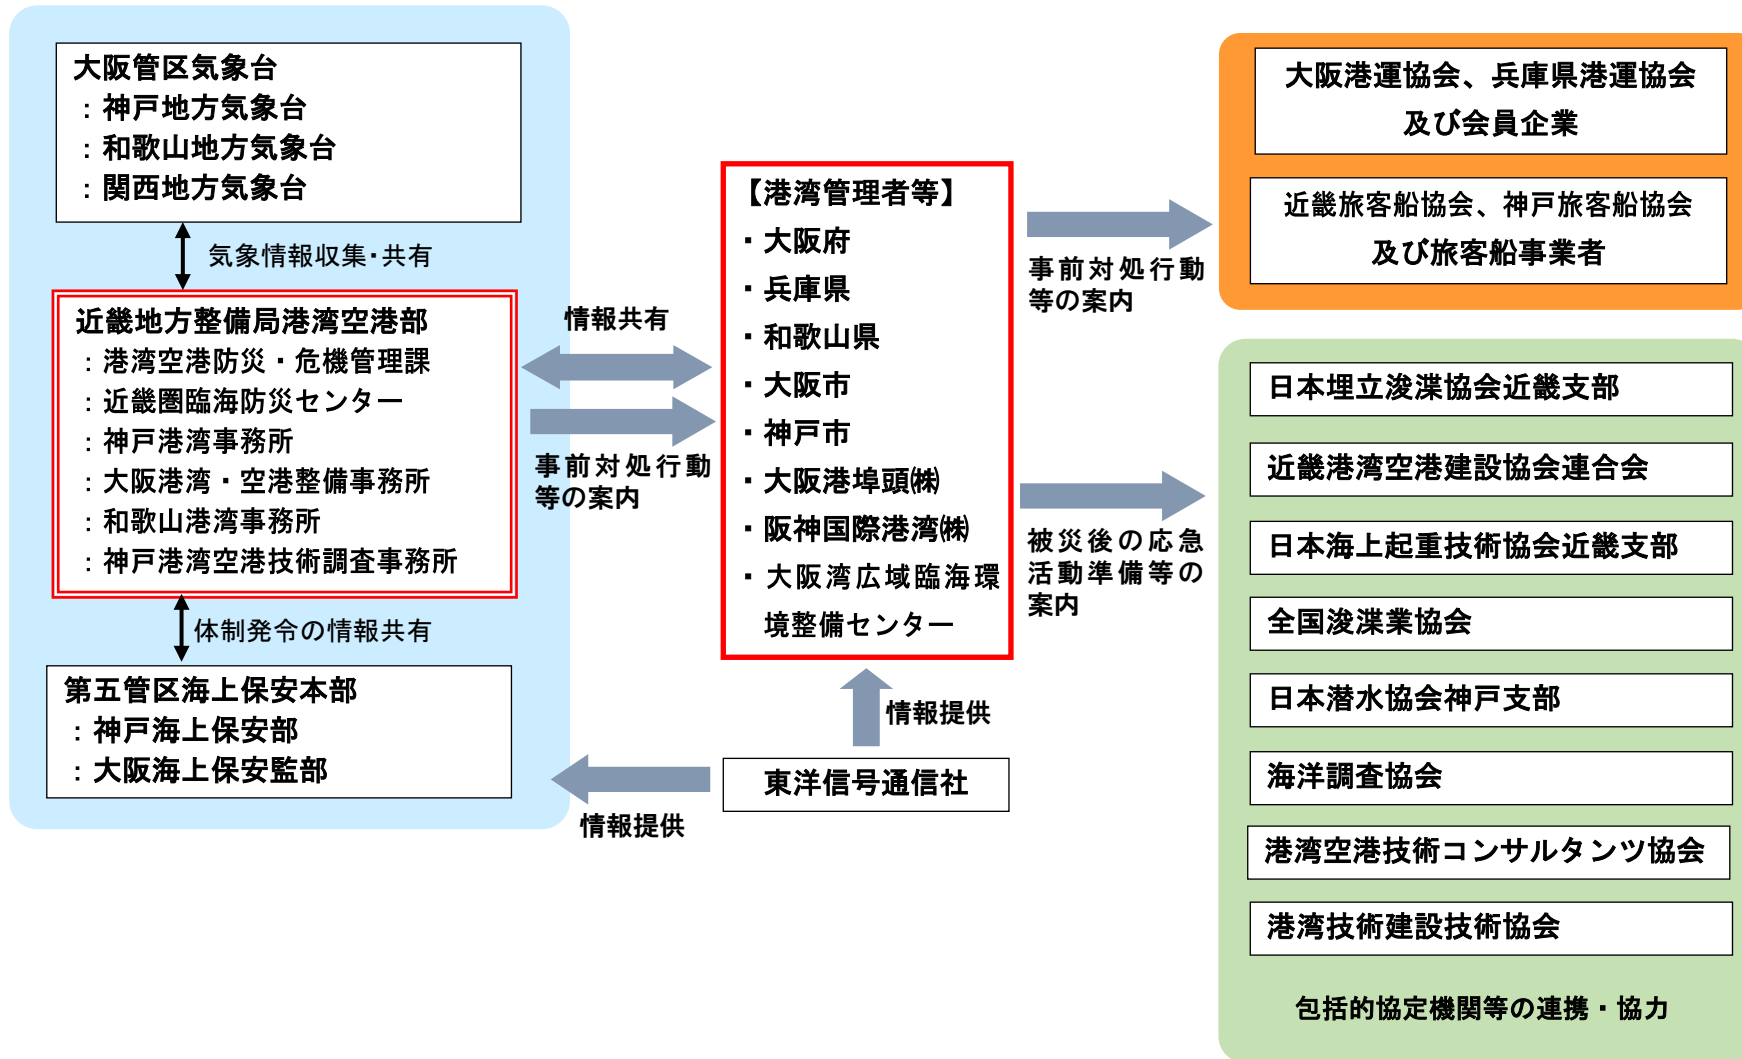 大阪管区気象台
：神戸地方気象台
：和歌山地方気象台
：関西地方気象台
気象情報収集・共有
近畿地方整備局港湾空港部
：港湾空港防災・危機管理課
：近畿圏臨海防災センター
：神戸港湾事務所
：大阪港湾・空港整備事務所
：和歌山港湾事務所
：神戸港湾空港技術調査事務所
体制発令の情報共有
第五管区海上保安本部
：神戸海上保安部
：大阪海上保安監部
情報共有
事前対処行動
等の案内
情報提供
【港湾管理者等】
・大阪府
・兵庫県
・和歌山県
・大阪市
・神戸市
・大阪港埠頭㈱
・阪神国際港湾㈱
・大阪湾広域臨海環
境整備センター
情報提供
東洋信号通信社
事前対処行動
等の案内
被災後の応急
活動準備等の
案内
大阪港運協会、兵庫県港運協会
及び会員企業
近畿旅客船協会、神戸旅客船協会
及び旅客船事業者
日本埋立浚渫協会近畿支部
近畿港湾空港建設協会連合会
日本海上起重技術協会近畿支部
全国浚渫業協会
日本潜水協会神戸支部
海洋調査協会
港湾空港技術コンサルタンツ協会
港湾技術建設技術協会
包括的協定機関等の連携・協力